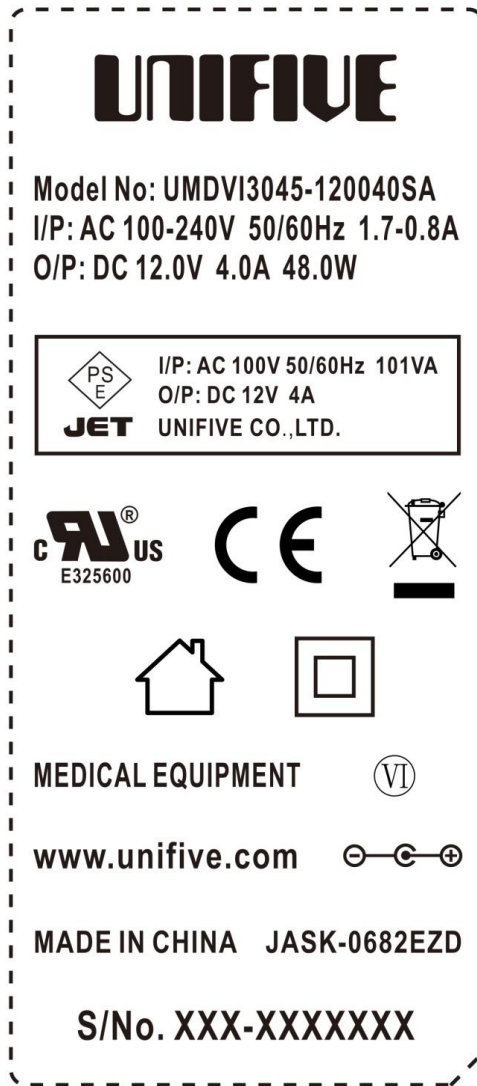 UNIFIVE
Model No: UMDVI3045-120040SA
I/P: AC 100-240V 50/60Hz 1.7-0.8A
O/P: DC 12.0V 4.0A 48.0W
PS
E
JET
I/P: AC 100V 50/60Hz 101VA
O/P: DC 12V 4A
UNIFIVE CO.,LTD.
C RU ® US
E325600
CE
MEDICAL EQUIPMENT VI
www.unifive.com
MADE IN CHINA JASK-0682EZD
S/No. XXX-XXXXXXX